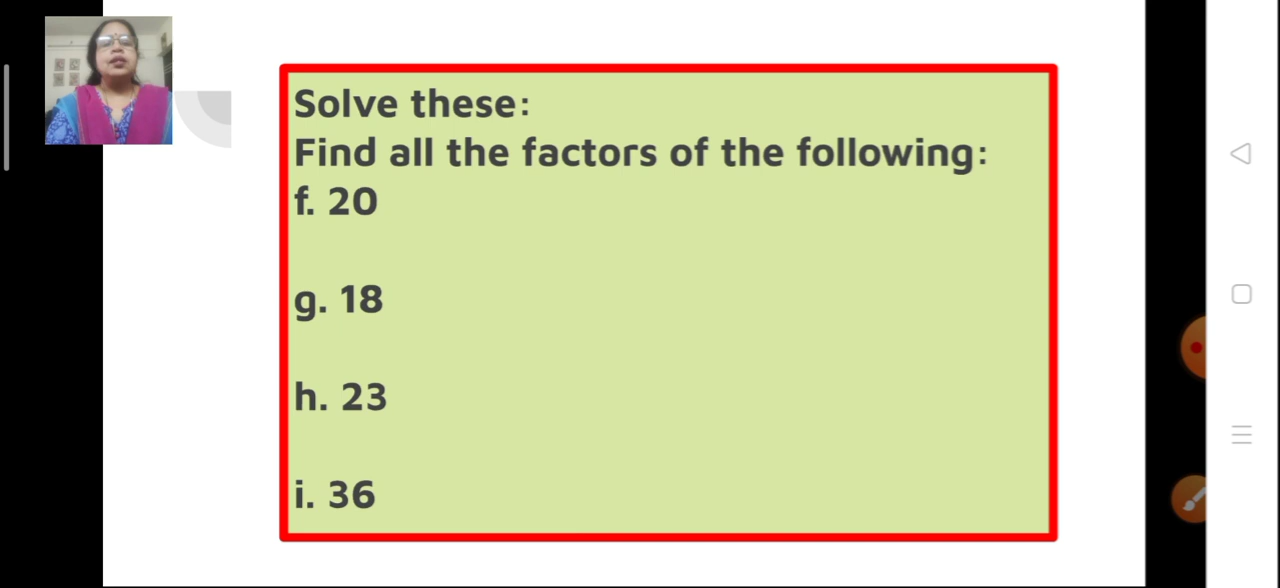 Solve these:
Find all the factors of the following:
f. 20
g. 18
h. 23
i. 36